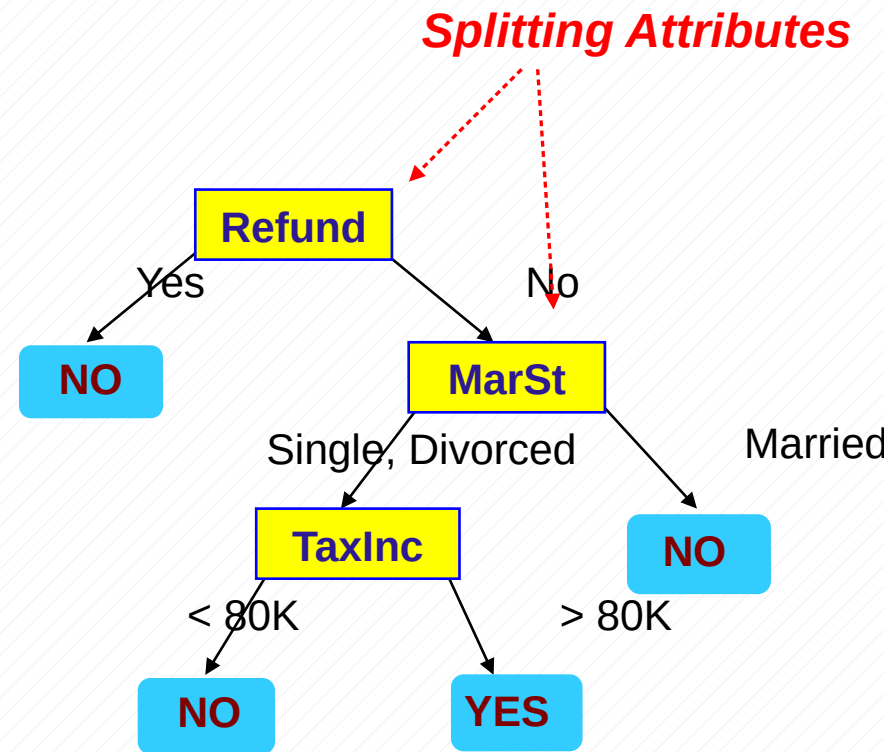 Splitting Attributes
Refund
Yes
No
NO
MarSt
Single, Divorced
Married
TaxInc
NO
< 80K
> 80K
NO
YES